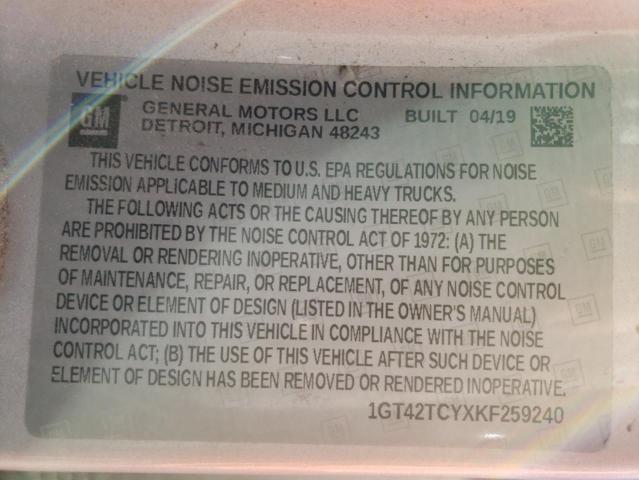 VEHICLE NOISE EMISSION CONTROL INFORMATION
GM
GENERAL MOTORS LLC BUILT 04/19
DETROIT, MICHIGAN 48243
THIS VEHICLE CONFORMS TO U.S. EPA REGULATIONS FOR NOISE
EMISSION APPLICABLE TO MEDIUM AND HEAVY TRUCKS.
THE FOLLOWING ACTS OR THE CAUSING THEREOF BY ANY PERSON
ARE PROHIBITED BY THE NOISE CONTROL ACT OF 1972: (A) THE
REMOVAL OR RENDERING INOPERATIVE, OTHER THAN FOR PURPOSES
OF MAINTENANCE, REPAIR, OR REPLACEMENT, OF ANY NOISE CONTROL
DEVICE OR ELEMENT OF DESIGN (LISTED IN THE OWNER'S MANUAL)
INCORPORATED INTO THIS VEHICLE IN COMPLIANCE WITH THE NOISE
CONTROL ACT; (B) THE USE OF THIS VEHICLE AFTER SUCH DEVICE OR
ELEMENT OF DESIGN HAS BEEN REMOVED OR RENDERED INOPERATIVE.
1GT42TCYXKF259240